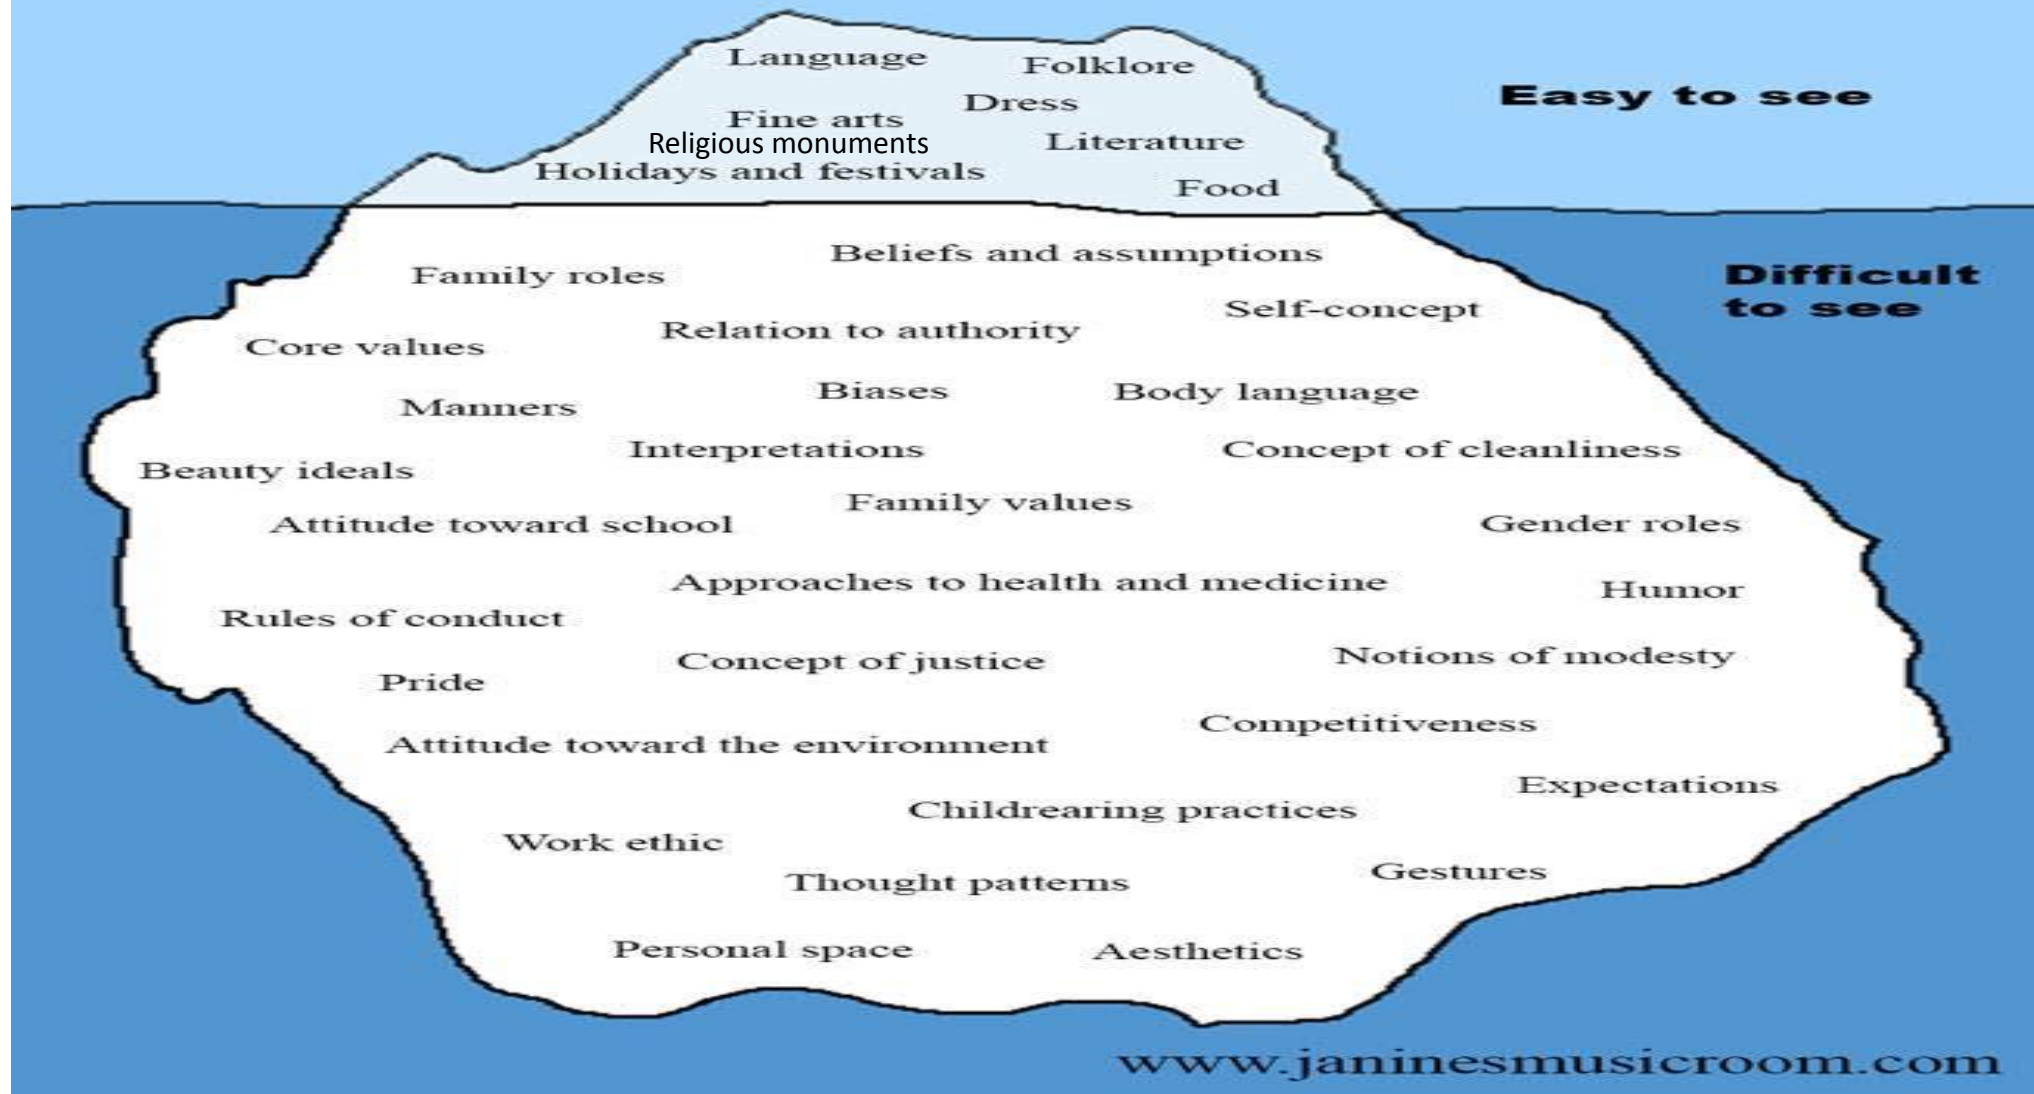 Language
Folklore
Easy to see
Dress
Fine arts
Religious monuments
Literature
Holidays and festivals
Food
Beliefs and assumptions
Family roles
Difficult
to see
Self-concept
Relation to authority
Core values
Biases
Body language
Manners
Interpretations
Concept of cleanliness
Beauty ideals
Family values
Attitude toward school
Gender roles
Approaches to health and medicine
Humor
Rules of conduct
Concept of justice
Notions of modesty
Pride
Competitiveness
Attitude toward the environment
Expectations
Childrearing practices
Work ethic
Gestures
Thought patterns
Personal space
Aesthetics
www.janinesmusicroom.com